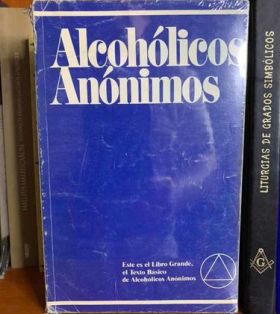 Alcohólicos
Anónimos
Este es el Libro Grande,
el Texto Básico
de Alcohólicos Anónimos
LITURGIAS DE GRADOS SIMBÓLICOS
G